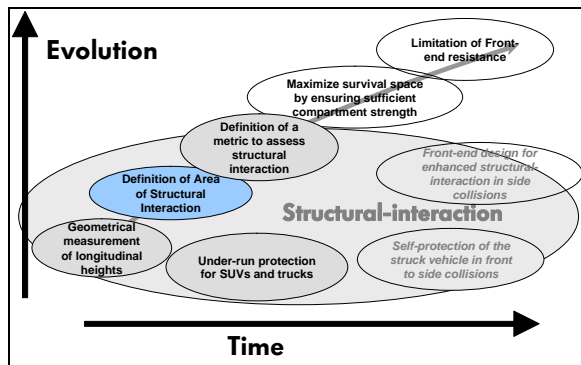 Evolution
Limitation of Front-
end resistance
Maximize survival space
by ensuring sufficient
compartment strength
Definition of a
metric to assess
structural
interaction
Front-end design for
enhanced structural-
interaction in side
collisions
Definition of Area
of Structural
Interaction
Structural-interaction
Geometrical
measurement
of longitudinal
heights
Under-run protection
for SUVs and trucks
Self-protection of the
struck vehicle in front
to side collisions
Time